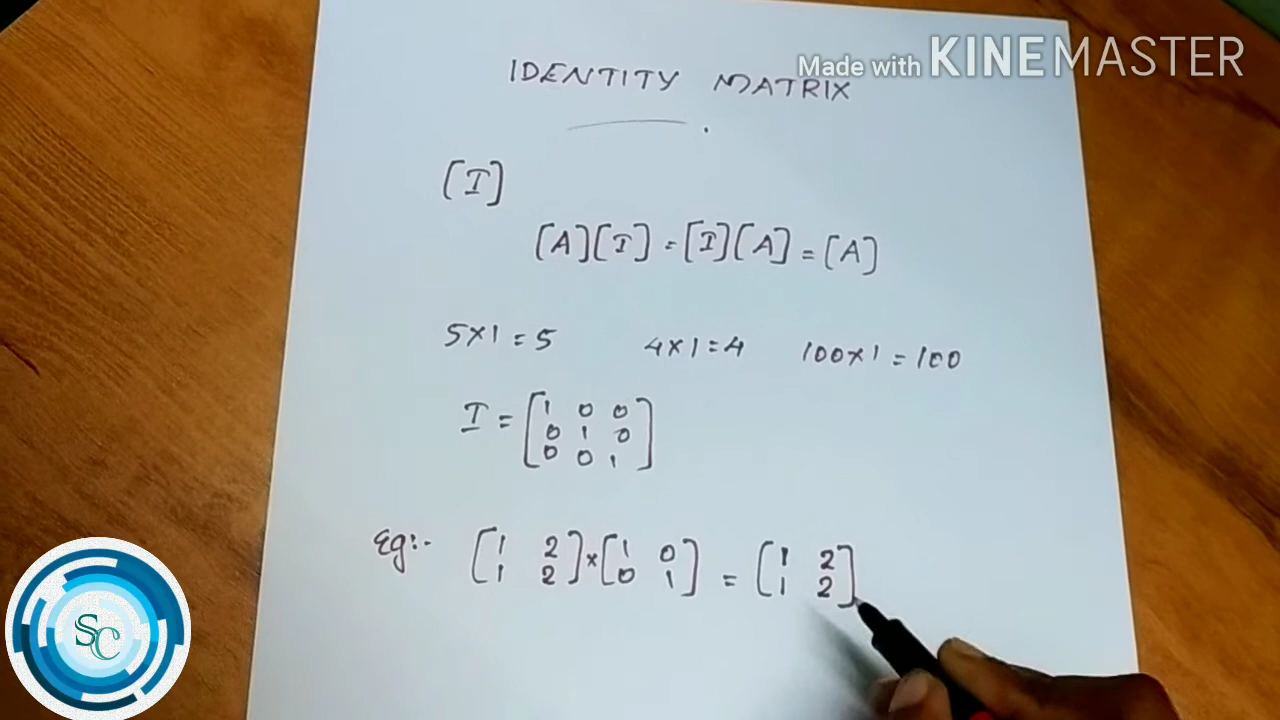 Made with KINEMASTER
IDENTITY MATRIX
[I]
[A][I] = [I][A] = [A]
5×1 = 5 4×1=4 100×1 = 100
I = [1 0 0
0 1 0
0 0 1]
Eg:- [1 2 × [1 0 = [1 2
1 2] 0 1] 1 2]
SC